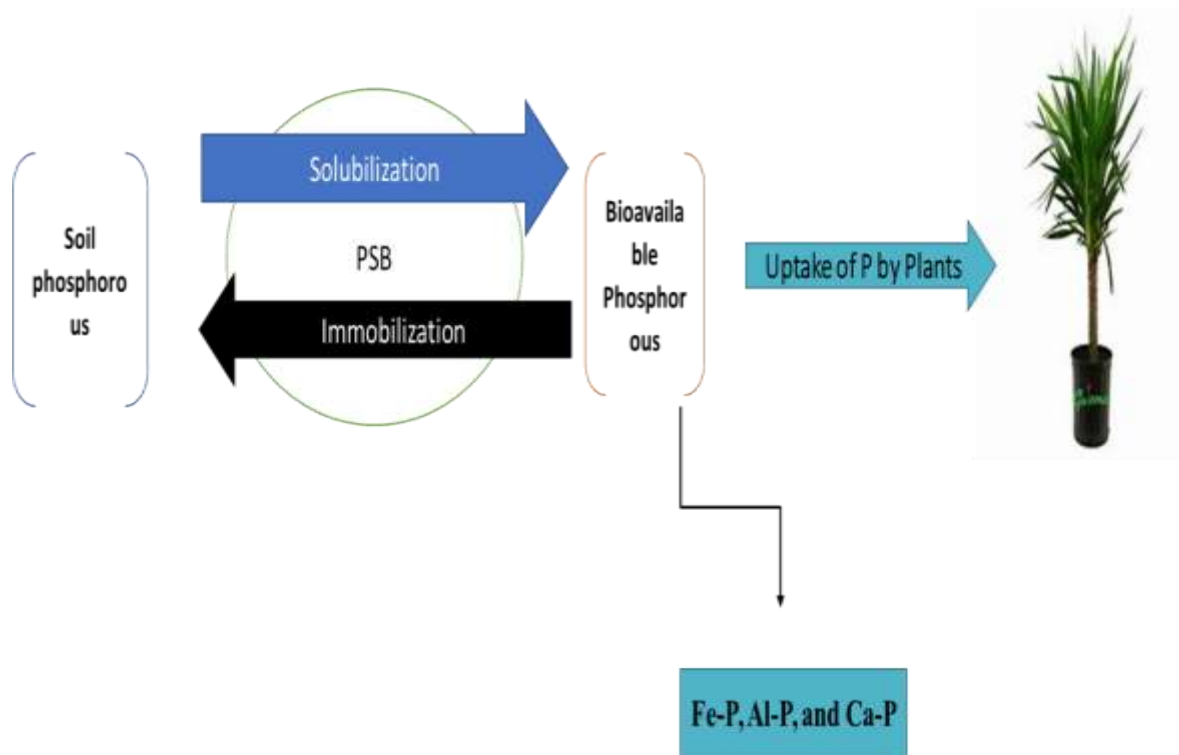 Solubilization
Soil
phosphoro
us
PSB
Immobilization
Bioavaila
ble
Phosphor
ous
Uptake of P by Plants
Fe-P, Al-P, and Ca-P